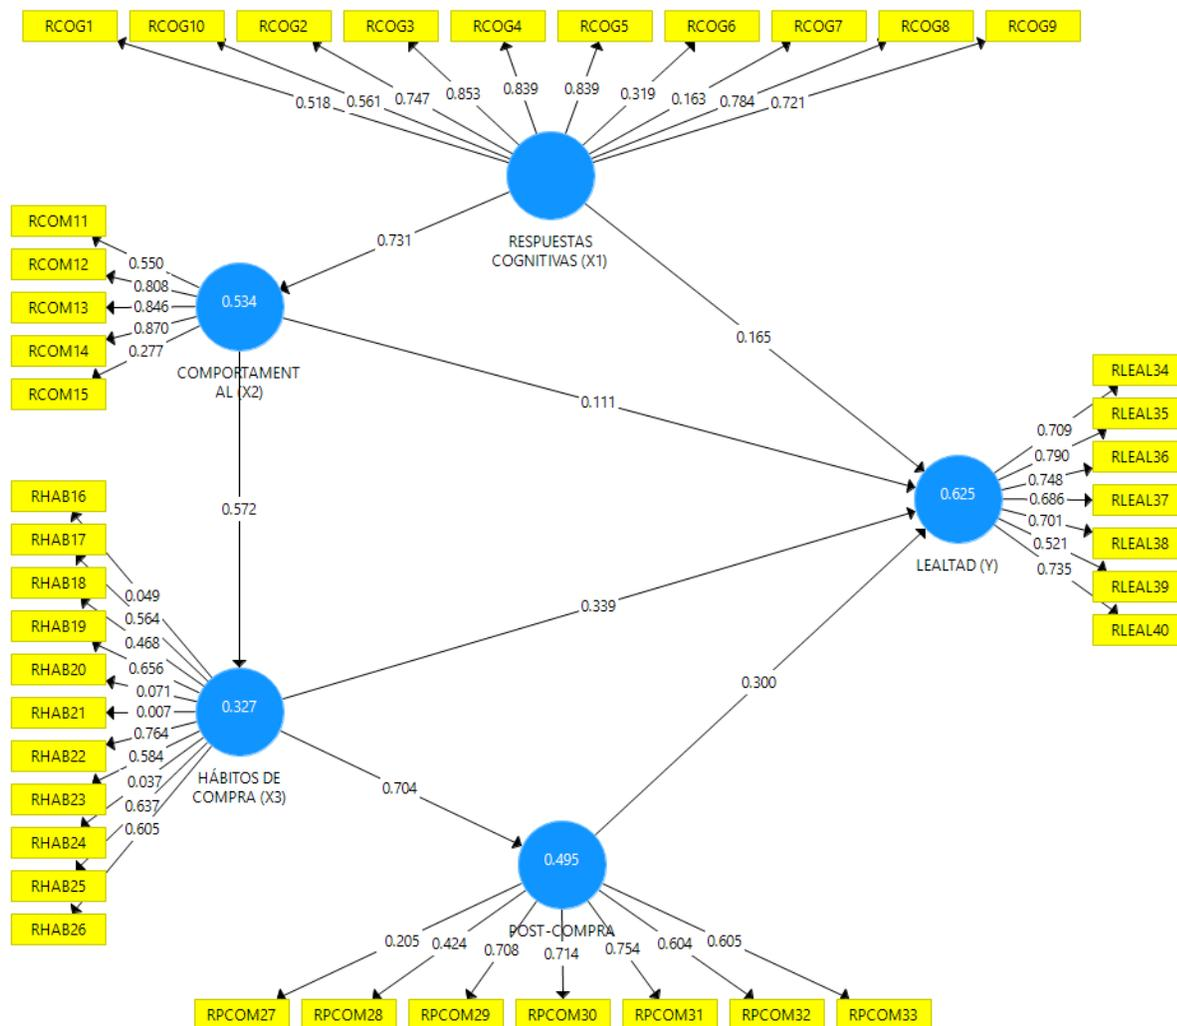 RCOG1
RCOG10
RCOG2
RCOG3
RCOG4
RCOG5
RCOG6
RCOG7
RCOG8
RCOG9
0.518
0.561
0.747
0.853
0.839
0.839
0.319
0.163
0.784
0.721
RESPUESTAS
COGNITIVAS (X1)
0.731
0.165
RCOM11
RCOM12
RCOM13
RCOM14
RCOM15
0.550
0.808
0.846
0.870
0.277
0.534
COMPORTAMENT
AL (X2)
0.111
0.572
RLEAL34
RLEAL35
RLEAL36
RLEAL37
RLEAL38
RLEAL39
RLEAL40
0.709
0.790
0.748
0.686
0.701
0.521
0.735
0.625
LEALTAD (Y)
RHAB16
RHAB17
RHAB18
RHAB19
RHAB20
RHAB21
RHAB22
RHAB23
RHAB24
RHAB25
RHAB26
0.049
0.564
0.468
0.656
0.071
0.007
0.764
0.584
0.037
0.637
0.605
0.327
HÁBITOS DE
COMPRA (X3)
0.339
0.300
0.704
0.495
POST-COMPRA
0.205
0.424
0.708
0.714
0.754
0.604
0.605
RPCOM27
RPCOM28
RPCOM29
RPCOM30
RPCOM31
RPCOM32
RPCOM33